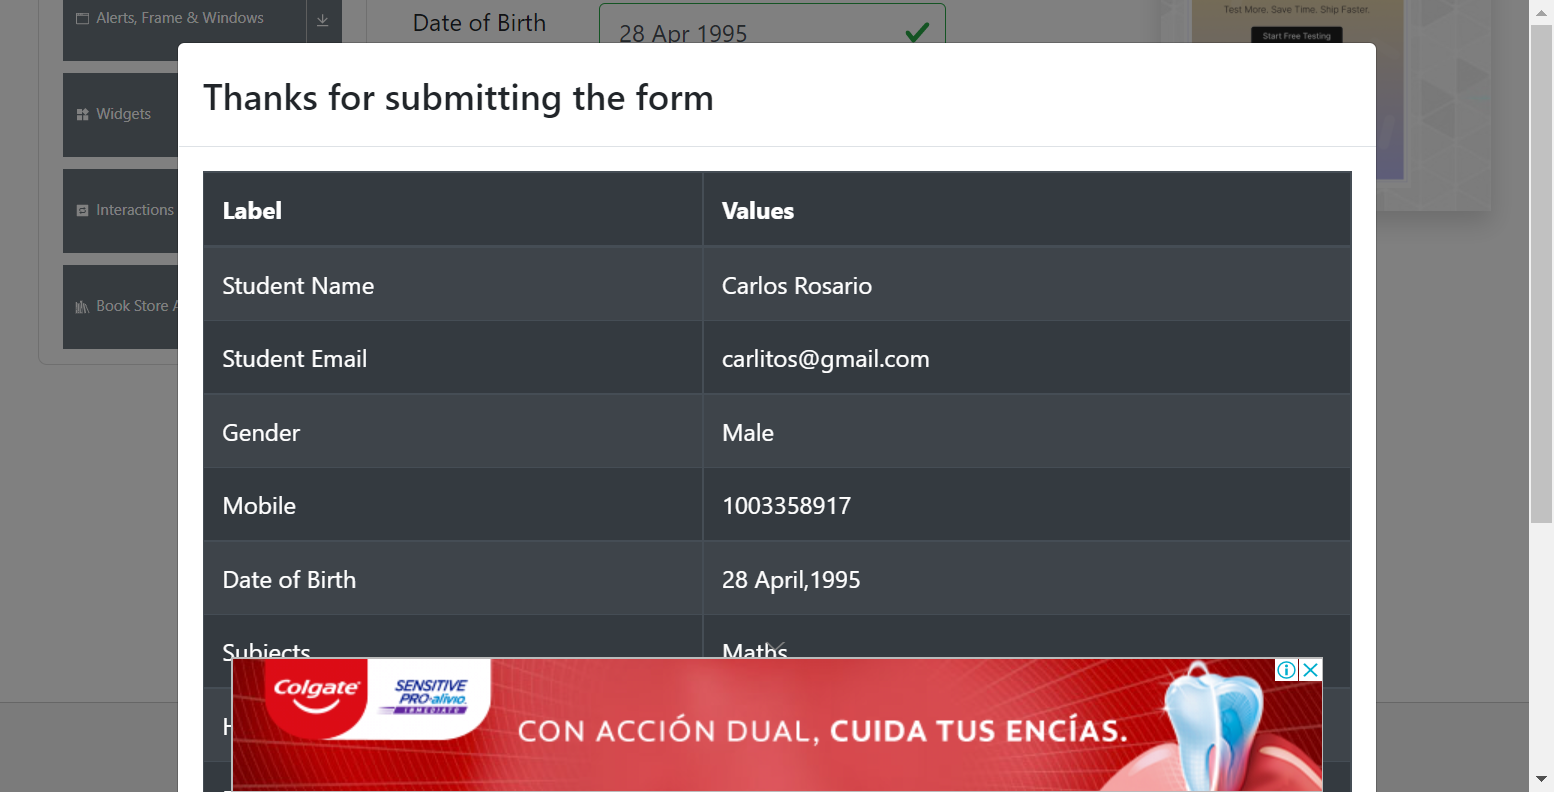 Alerts, Frame & Windows
Date of Birth
28 Apr 1995
Test More. Save Time. Ship Faster.
Start Free Testing
Widgets
Interactions
Book Store
Thanks for submitting the form
Label Values
Student Name Carlos Rosario
Student Email carlitos@gmail.com
Gender Male
Mobile 1003358917
Date of Birth 28 April,1995
Subjects Maths
Colgate
SENSITIVE
PRO-alivio
IMMEDIATO
CON ACCIÓN DUAL, CUIDA TUS ENCÍAS.